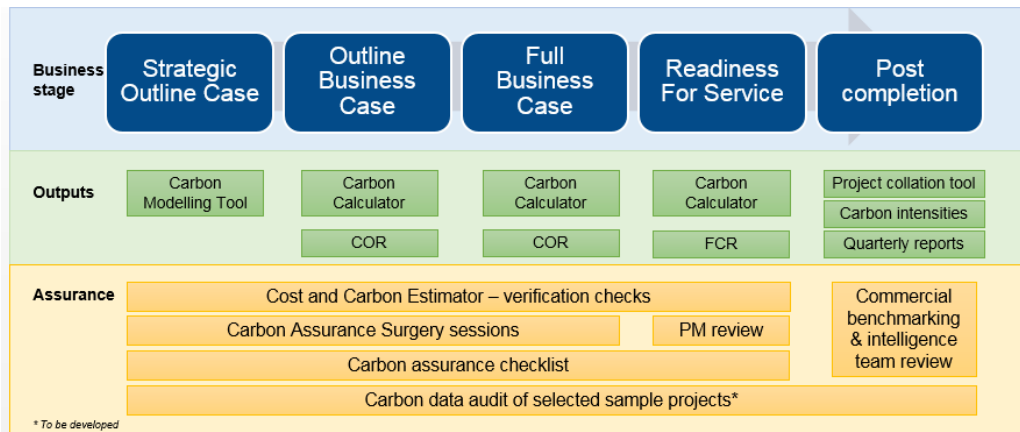 Business
stage
Strategic
Outline Case
Outline
Business
Case
Full
Business
Case
Readiness
For Service
Post
completion
Outputs
Carbon
Modelling Tool
Carbon
Calculator
Carbon
Calculator
Carbon
Calculator
Project collation tool
Carbon intensities
COR
COR
FCR
Quarterly reports
Assurance
Cost and Carbon Estimator – verification checks
Carbon Assurance Surgery sessions
PM review
Carbon assurance checklist
Commercial
benchmarking
& intelligence
team review
Carbon data audit of selected sample projects*
* To be developed